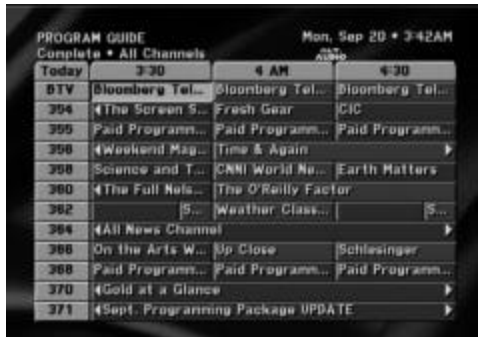 PROGRAM GUIDE Mon, Sep 20 • 3:42AM
Complete • All Channels ALT. AUDIO
Today 3:30 4 AM 4:30
BTV Bloomberg Tel... Bloomberg Tel... Bloomberg Tel...
354 The Screen S... Fresh Gear CIC
355 Paid Programm... Paid Programm... Paid Programm...
356 Weekend Mag... Time & Again
358 Science and T... CNNI World Ne... Earth Matters
360 The Full Nels... The O'Reilly Factor
362 S... Weather Class... S...
364 All News Channel
366 On the Arts W... Up Close Schlesinger
368 Paid Programm... Paid Programm... Paid Programm...
370 Gold at a Glance
371 Sept. Programming Package UPDATE